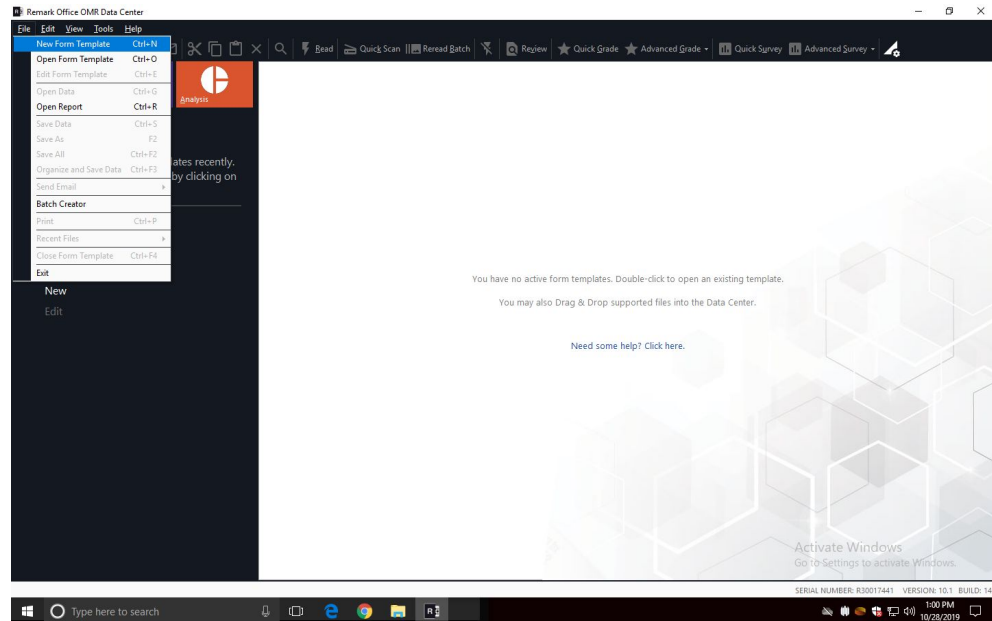 Remark Office OMR Data Center
File Edit View Tools Help
Read Quick Scan Reread Batch Review Quick Grade Advanced Grade Quick Survey Advanced Survey
New Form Template Ctrl+N
Open Form Template Ctrl+O
Edit Form Template Ctrl+E
Open Data Ctrl+G
Open Report Ctrl+R
Save Data Ctrl+S
Save As F2
Save All Ctrl+F2
Organize and Save Data Ctrl+F3
Send Email
Batch Creator
Print Ctrl+P
Recent Files
Close Form Template Ctrl+F4
Exit
Analysis
lates recently.
by clicking on
New
Edit
You have no active form templates. Double-click to open an existing template.
You may also Drag & Drop supported files into the Data Center.
Need some help? Click here.
Activate Windows
Go to Settings to activate Windows.
SERIAL NUMBER: R30017441 VERSION: 10.1 BUILD: 14
Type here to search
1:00 PM
10/28/2019